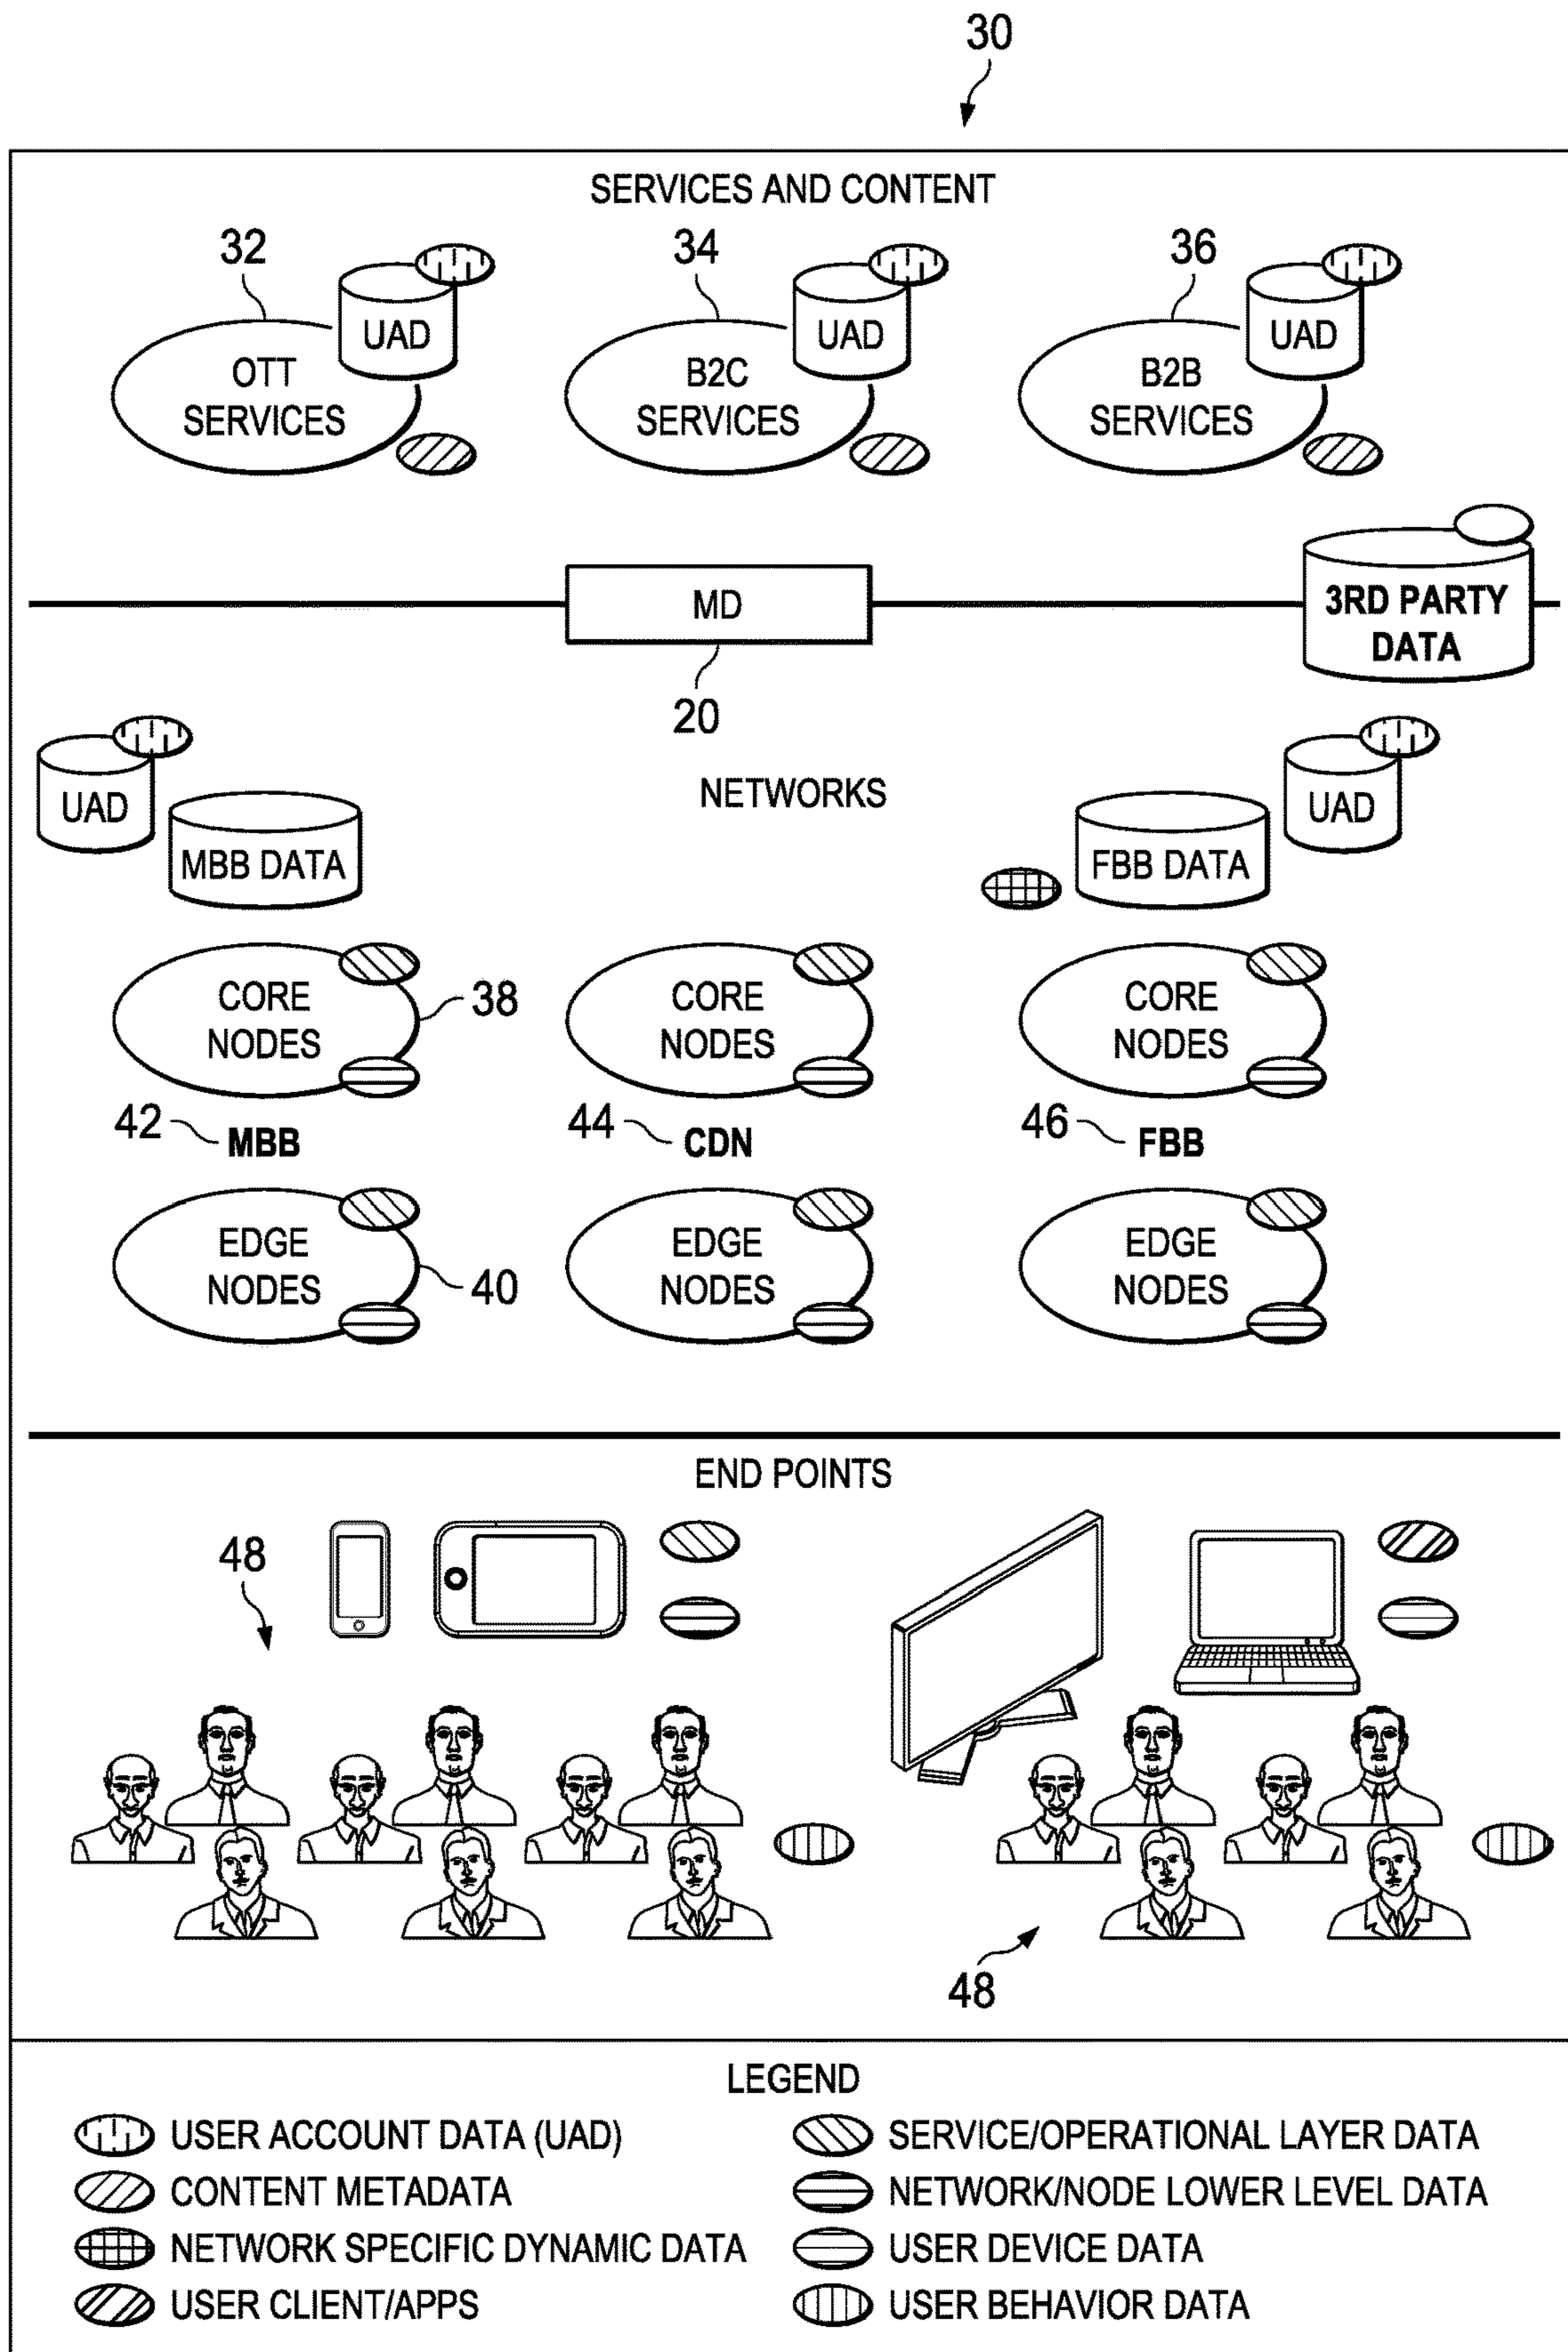 30
SERVICES AND CONTENT
32
34
36
UAD
UAD
UAD
OTT
SERVICES
B2C
SERVICES
B2B
SERVICES
MD
3RD PARTY
DATA
20
NETWORKS
UAD
MBB DATA
FBB DATA
UAD
CORE
NODES
38
CORE
NODES
CORE
NODES
42
MBB
44
CDN
46
FBB
EDGE
NODES
40
EDGE
NODES
EDGE
NODES
END POINTS
48
48
LEGEND
USER ACCOUNT DATA (UAD)
SERVICE/OPERATIONAL LAYER DATA
CONTENT METADATA
NETWORK/NODE LOWER LEVEL DATA
NETWORK SPECIFIC DYNAMIC DATA
USER DEVICE DATA
USER CLIENT/APPS
USER BEHAVIOR DATA